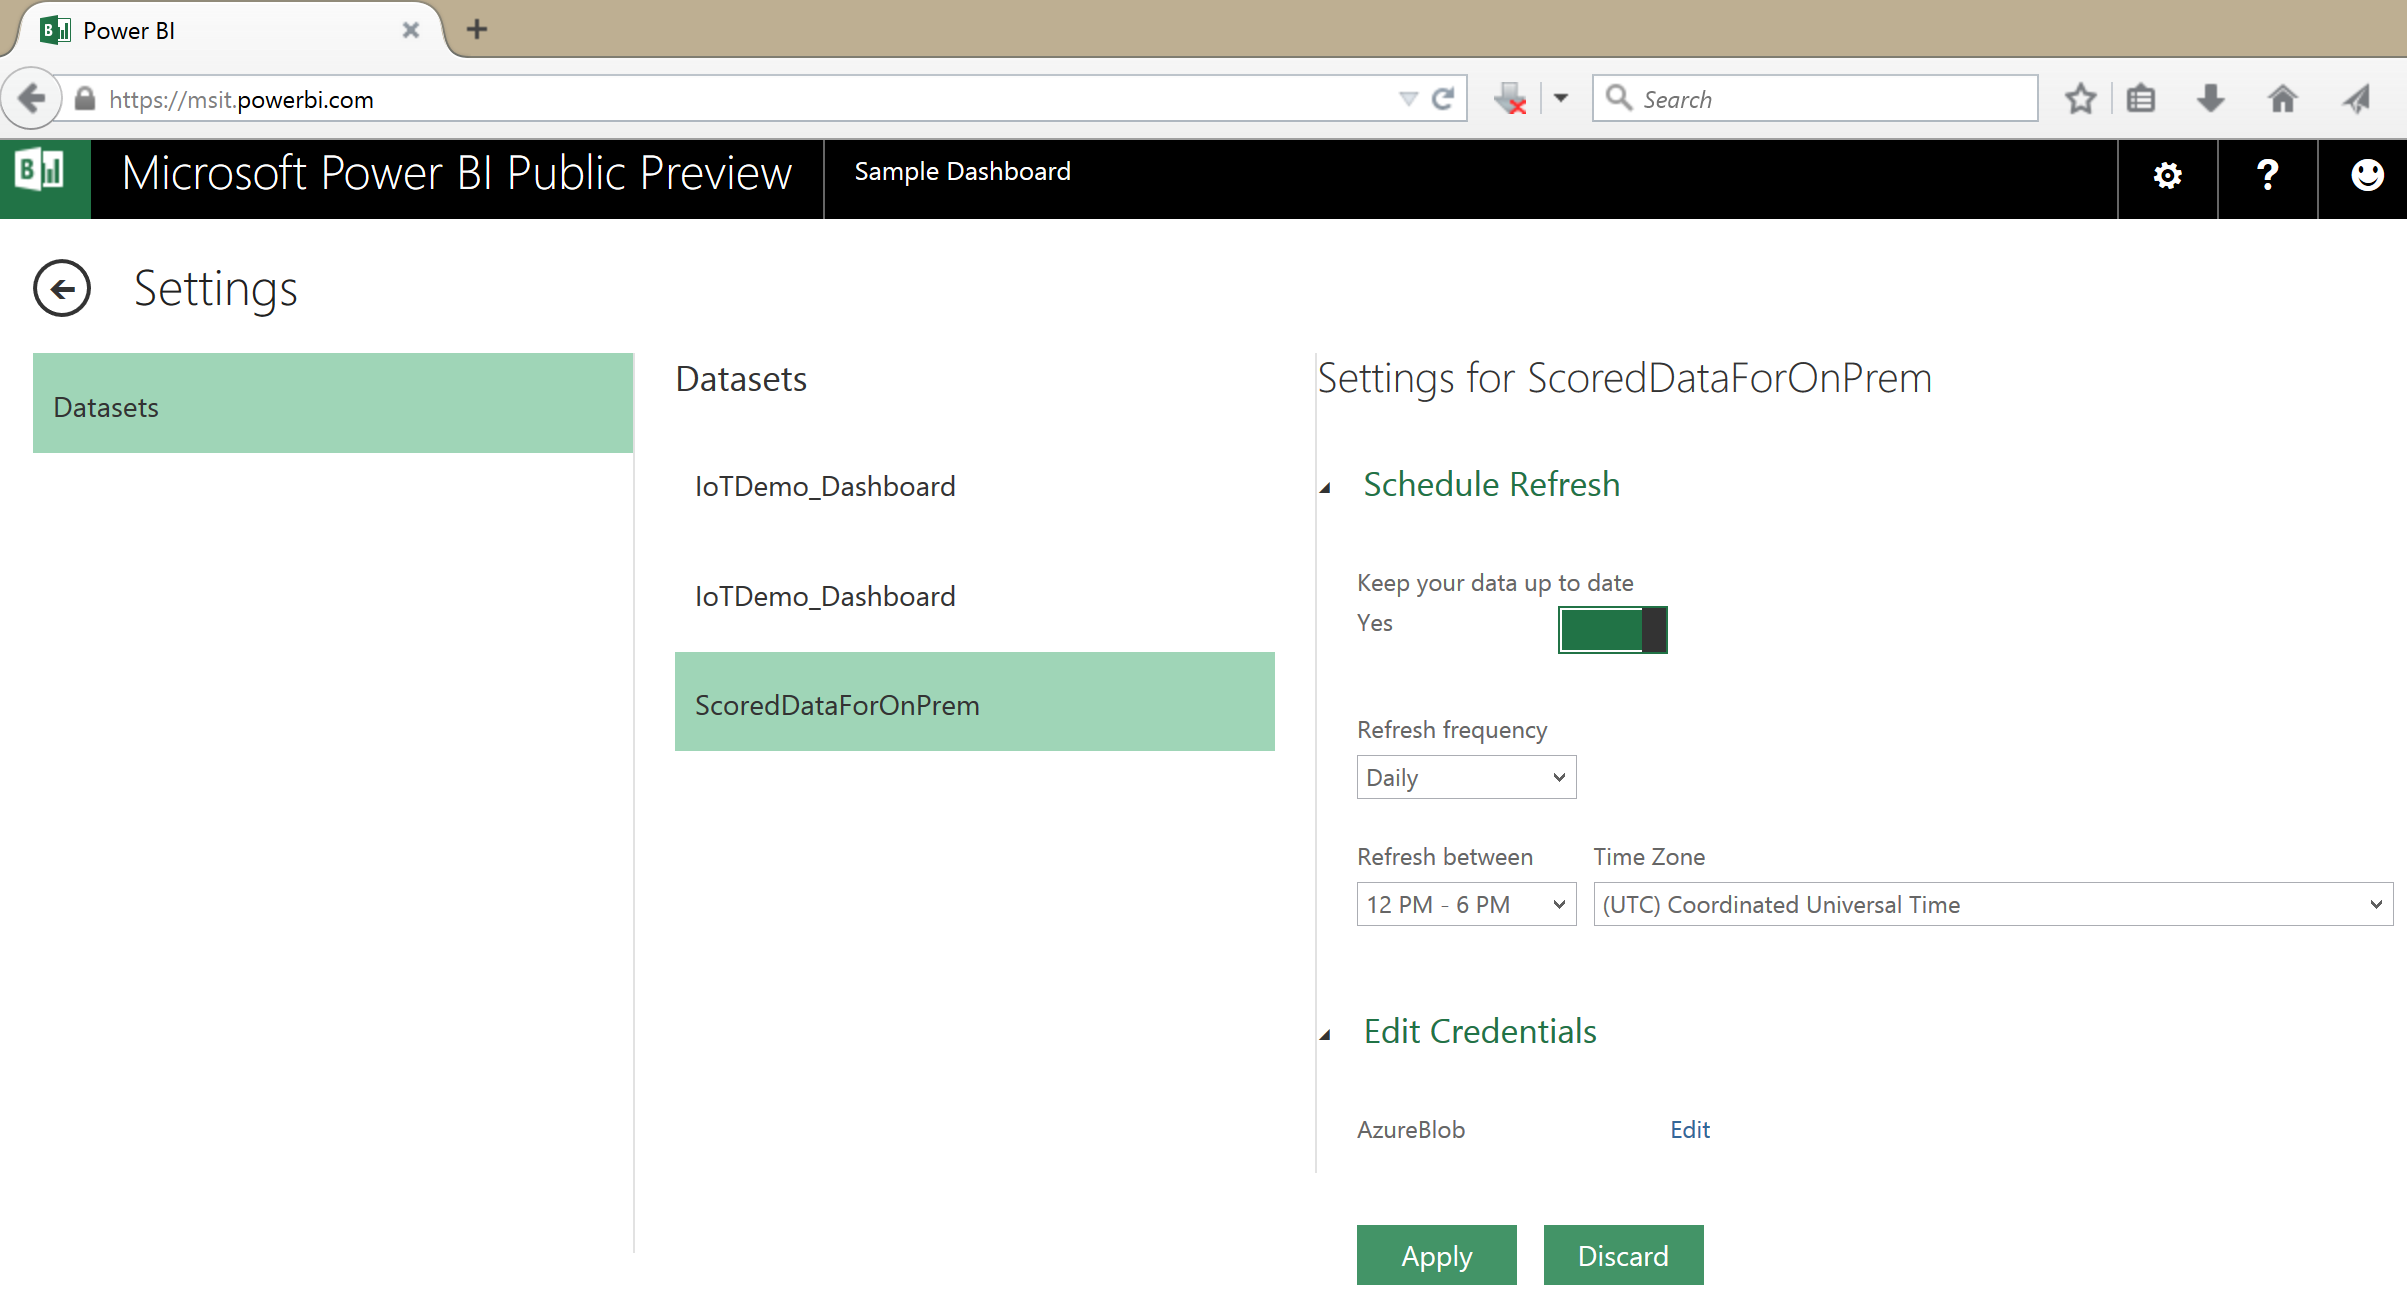 Power BI
https://msit.powerbi.com
Search
Microsoft Power BI Public Preview
Sample Dashboard
?
Settings
Datasets
Datasets
IoTDemo_Dashboard
IoTDemo_Dashboard
ScoredDataForOnPrem
Settings for ScoredDataForOnPrem
Schedule Refresh
Keep your data up to date
Yes
Refresh frequency
Daily
Refresh between Time Zone
12 PM - 6 PM (UTC) Coordinated Universal Time
Edit Credentials
AzureBlob Edit
Apply Discard